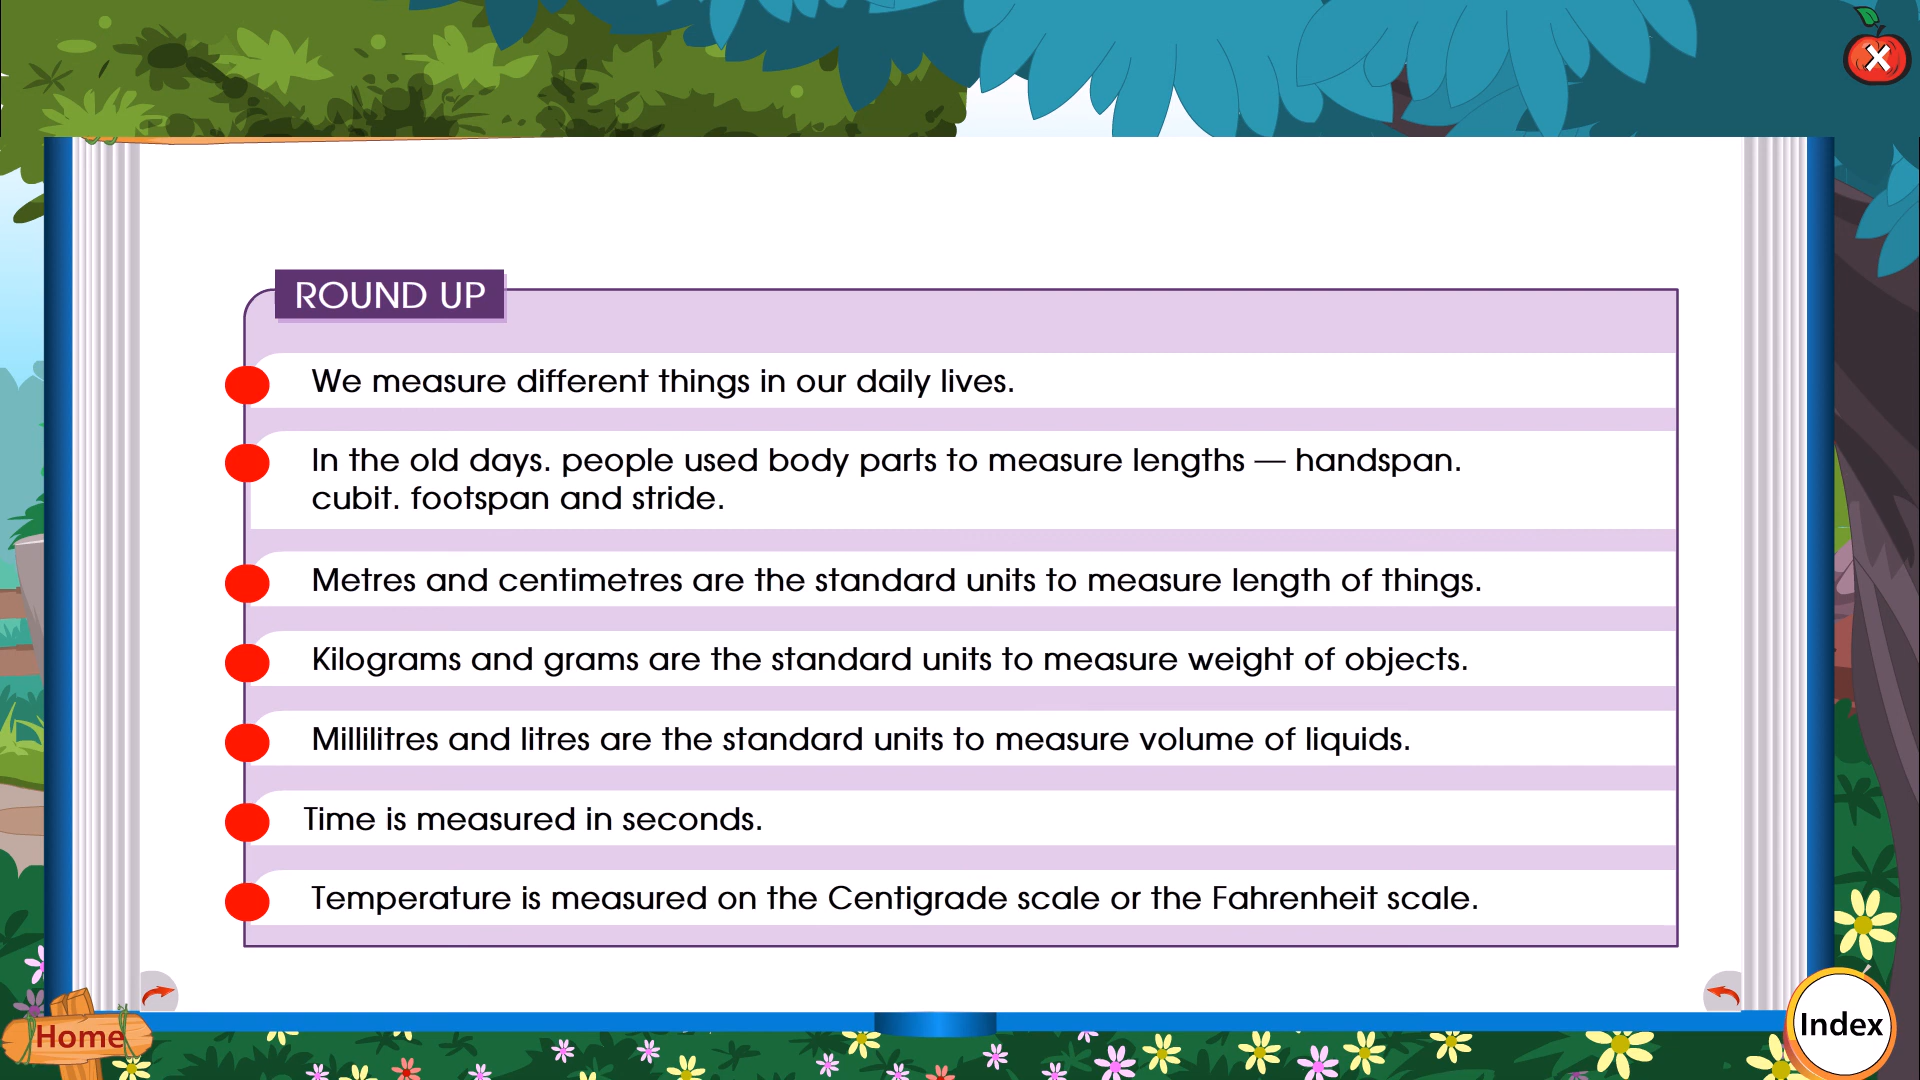 ROUND UP
We measure different things in our daily lives.
In the old days. people used body parts to measure lengths — handspan.
cubit. footspan and stride.
Metres and centimetres are the standard units to measure length of things.
Kilograms and grams are the standard units to measure weight of objects.
Millilitres and litres are the standard units to measure volume of liquids.
Time is measured in seconds.
Temperature is measured on the Centigrade scale or the Fahrenheit scale.
Home
Index